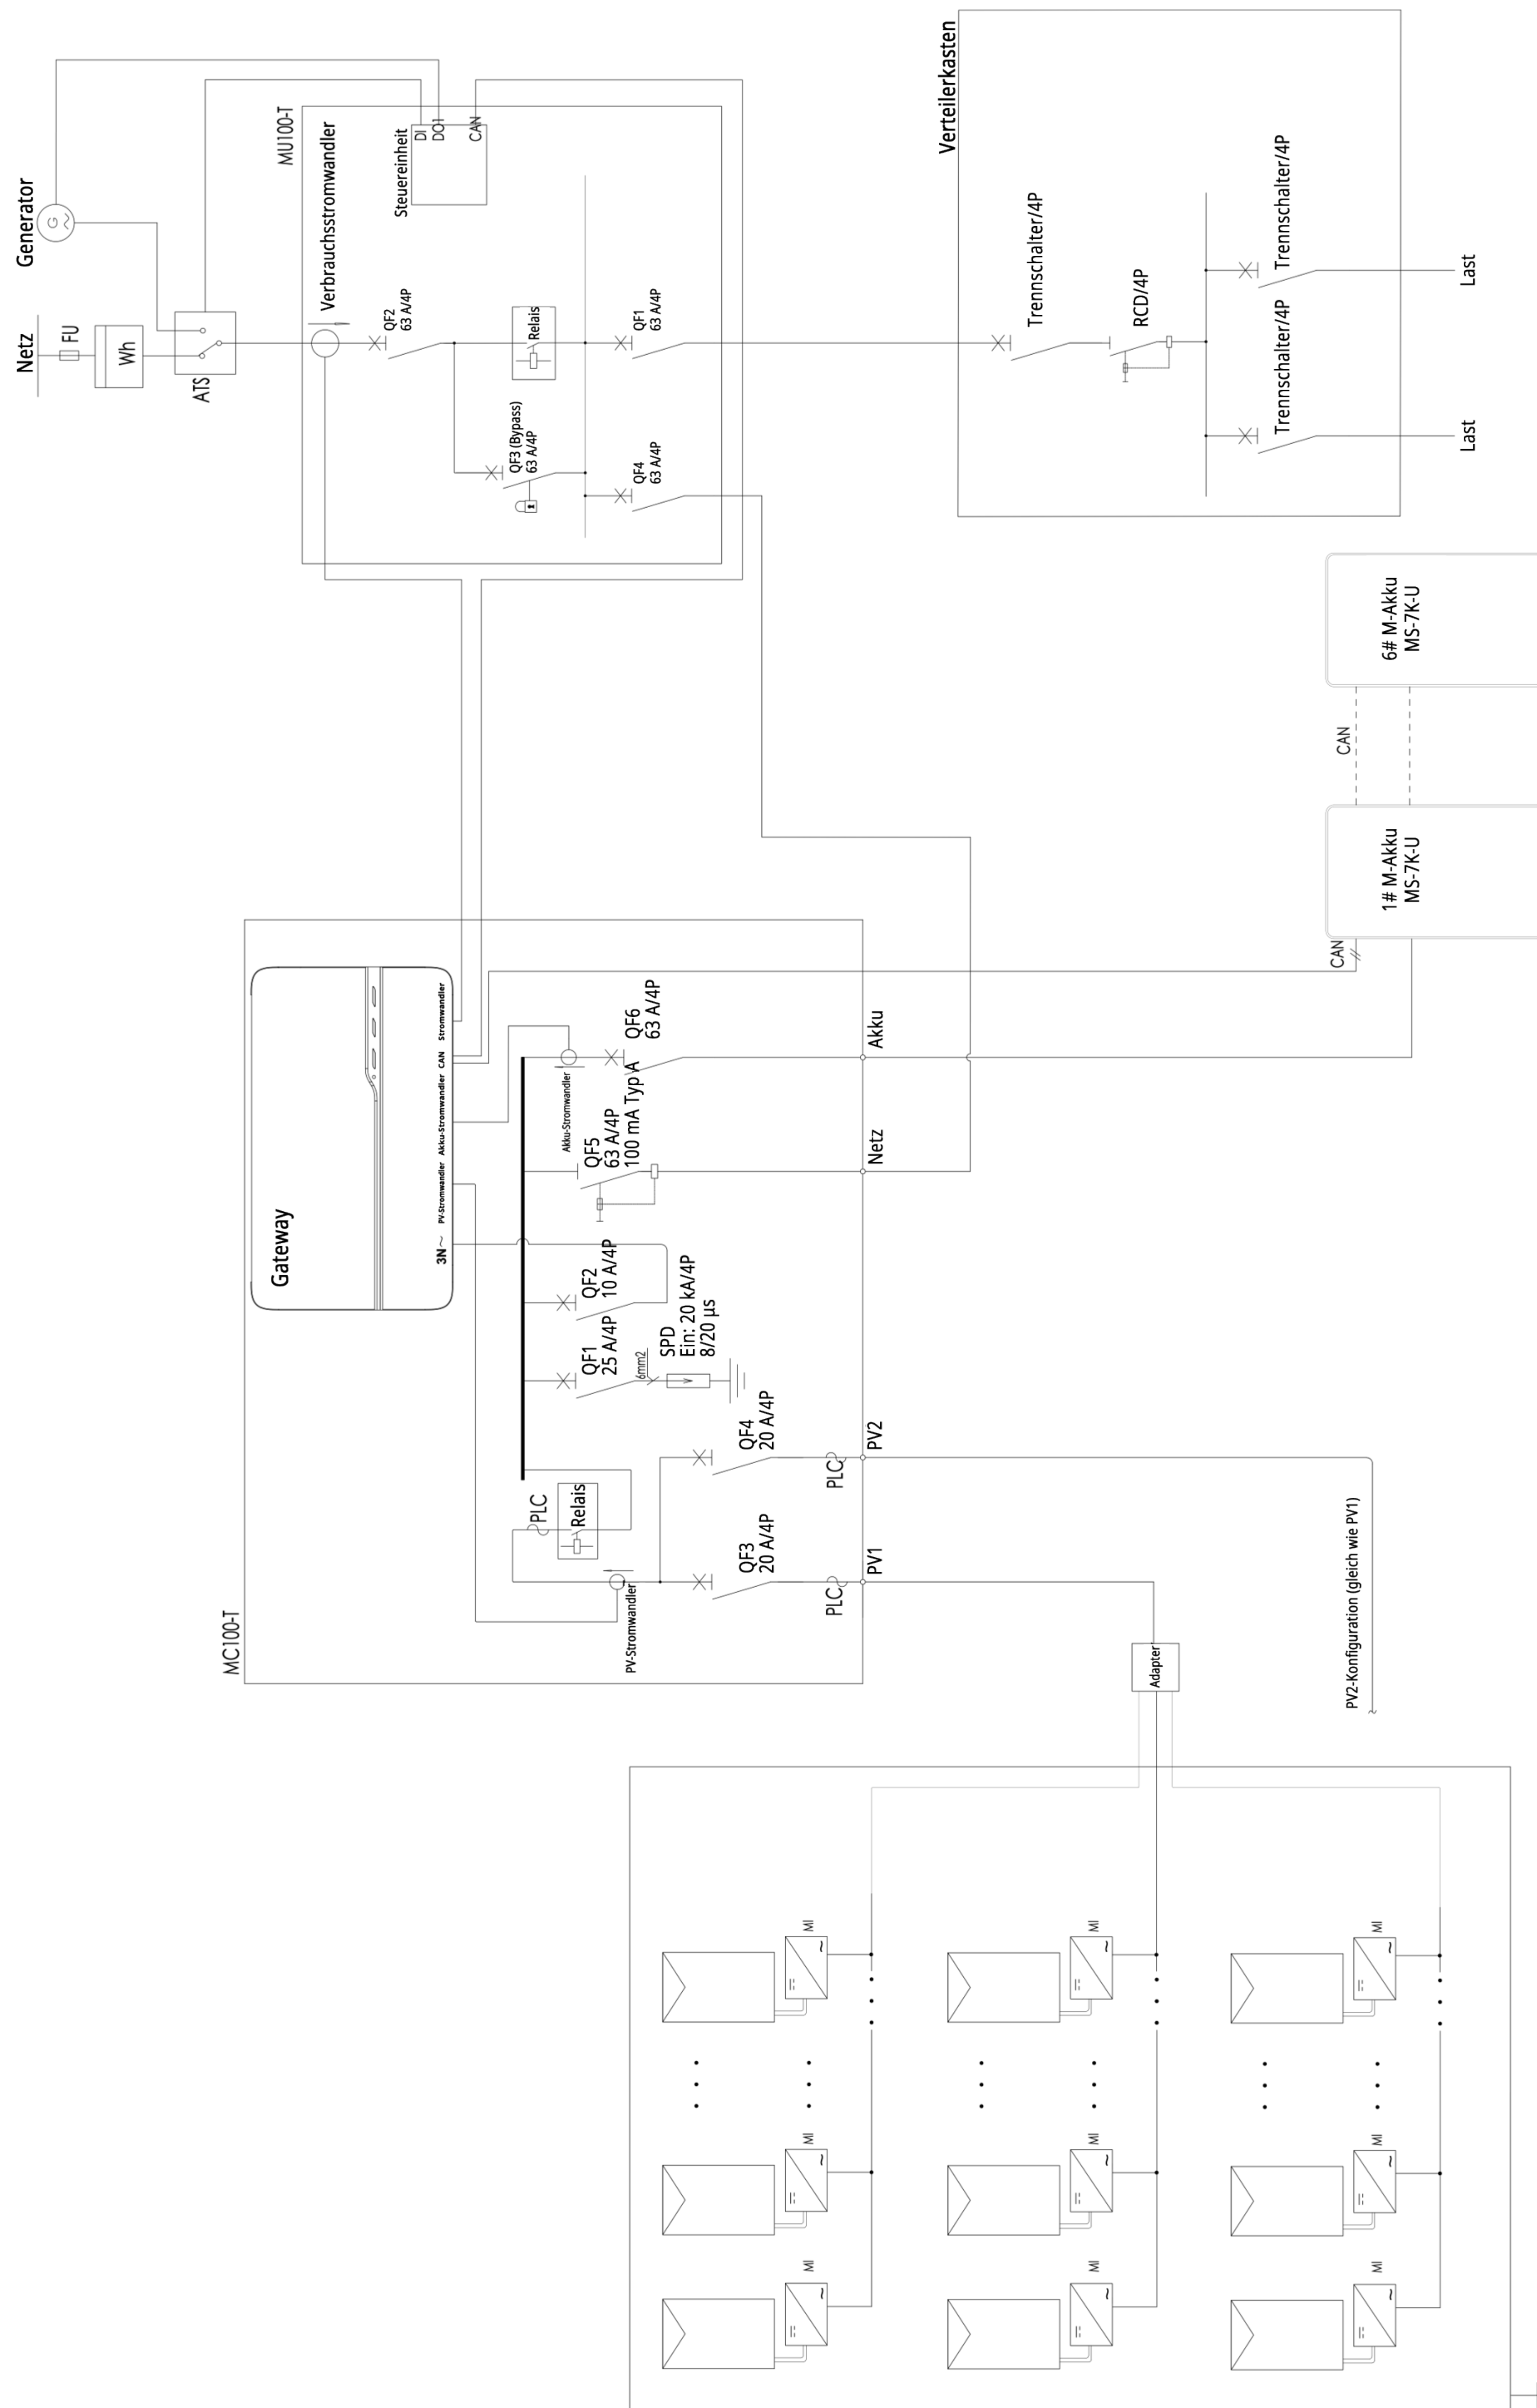 Netz
FU
Wh
ATS
Generator
G
MU100-T
Verbrauchsstromwandler
Steuereinheit
DI
DO1
CAN
QF2
63 A/4P
Relais
QF3 (Bypass)
63 A/4P
QF1
63 A/4P
QF4
63 A/4P
Verteilerkasten
Trennschalter/4P
RCD/4P
Trennschalter/4P
Trennschalter/4P
Last
Last
6# M-Akku
MS-7K-U
CAN
1# M-Akku
MS-7K-U
CAN
MC100-T
Gateway
3N~
PV-Stromwandler
Akku-Stromwandler
CAN
Stromwandler
Akku-Stromwandler
QF6
63 A/4P
QF5
63 A/4P
100 mA Typ A
QF2
10 A/4P
QF1
25 A/4P
6mm2
SPD
Ein: 20 kA/4P
8/20 µs
PLC
Relais
PV-Stromwandler
QF4
20 A/4P
QF3
20 A/4P
PLC
PLC
Akku
Netz
PV2
PV1
Adapter
PV2-Konfiguration (gleich wie PV1)
MI
MI
MI
MI
MI
MI
MI
MI
MI